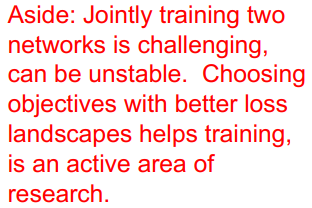 Aside: Jointly training two
networks is challenging,
can be unstable.  Choosing
objectives with better loss
landscapes helps training,
is an active area of
research.